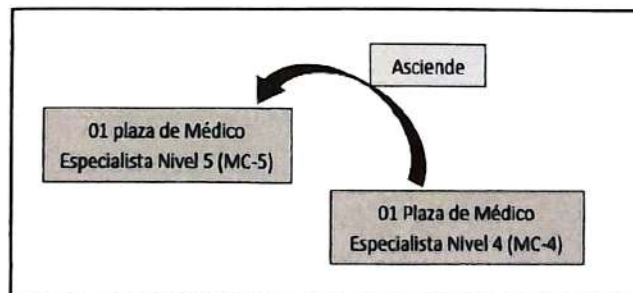 Asciende
01 plaza de Médico
Especialista Nivel 5 (MC-5)
01 Plaza de Médico
Especialista Nivel 4 (MC-4)